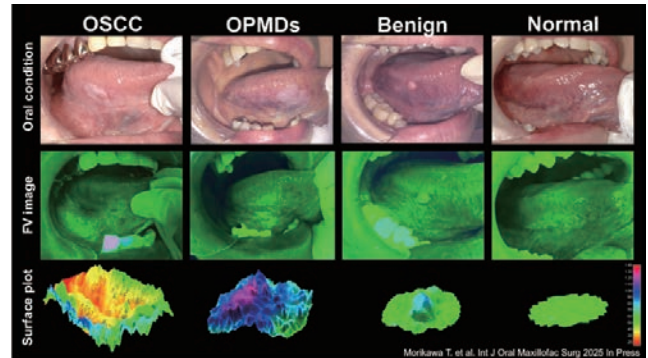 OSCC OPMDs Benign Normal
Oral condition
FV image
Surface plot
Morikawa T. et al. Int J Oral Maxillofac Surg 2025 In Press